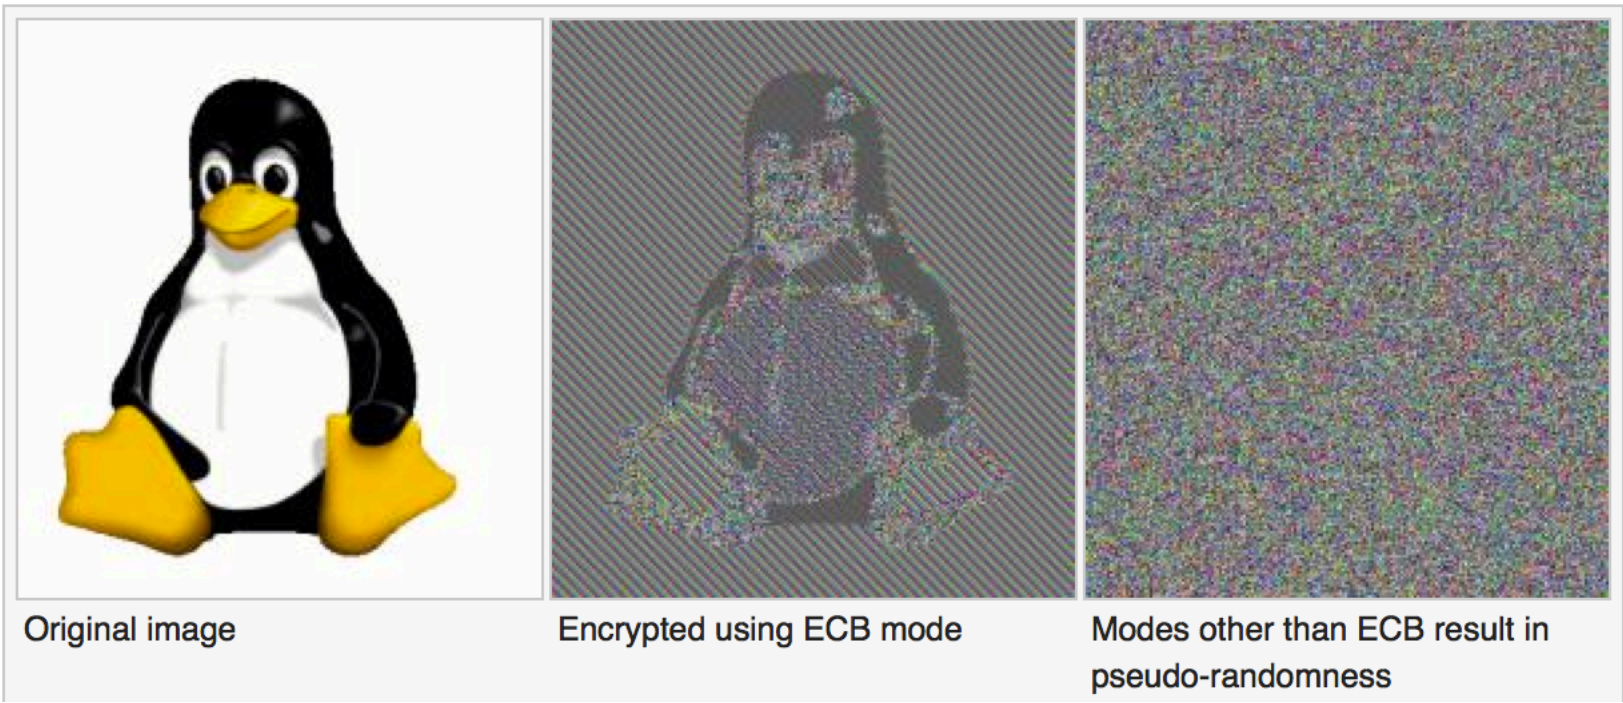 Original image
Encrypted using ECB mode
Modes other than ECB result in
pseudo-randomness